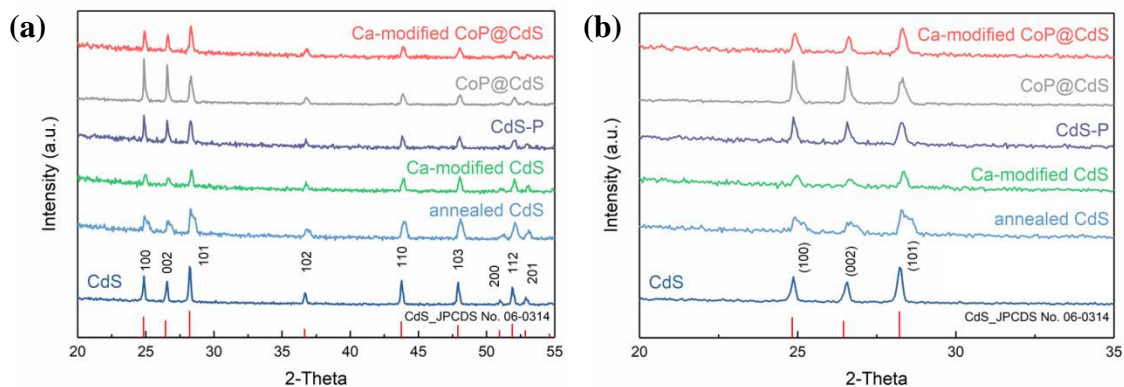 (a)
Intensity (a.u.)
Ca-modified CoP@CdS
CoP@CdS
CdS-P
Ca-modified CdS
annealed CdS
CdS
100
002
101
102
110
103
200
112
201
CdS_JPCDS No. 06-0314
20 25 30 35 40 45 50 55
2-Theta
(b)
Intensity (a.u.)
Ca-modified CoP@CdS
CoP@CdS
CdS-P
Ca-modified CdS
annealed CdS
CdS
(100)
(002)
(101)
CdS_JPCDS No. 06-0314
20 25 30 35
2-Theta